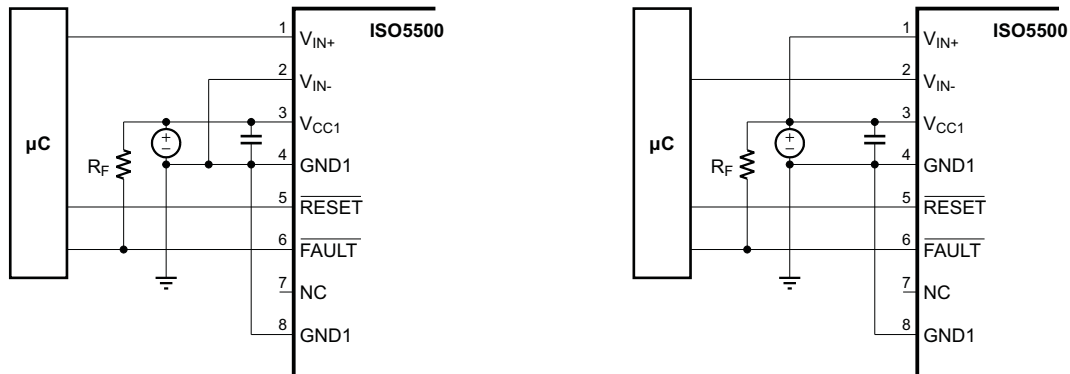 ISO5500
µC
1 VIN+
2 VIN-
3 VCC1
4 GND1
5 RESET
6 FAULT
7 NC
8 GND1
RF
+
−
ISO5500
µC
1 VIN+
2 VIN-
3 VCC1
4 GND1
5 RESET
6 FAULT
7 NC
8 GND1
RF
+
−